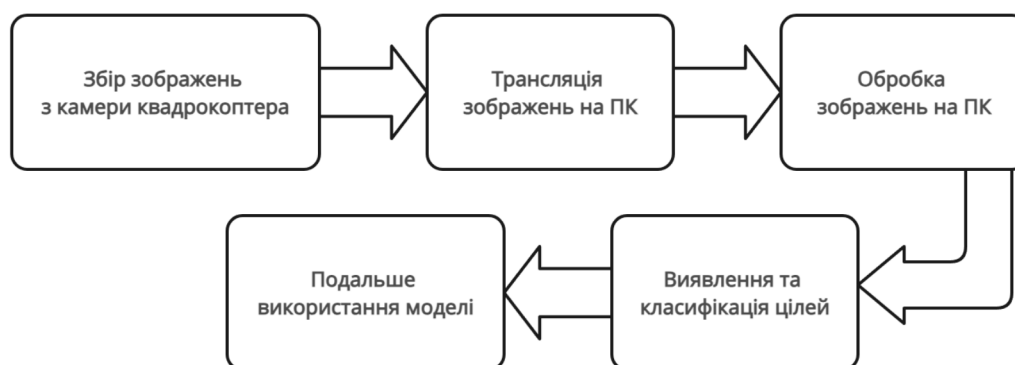 Збір зображень
з камери квадрокоптера
Трансляція
зображень на ПК
Обробка
зображень на ПК
Виявлення та
класифікація цілей
Подальше
використання моделі